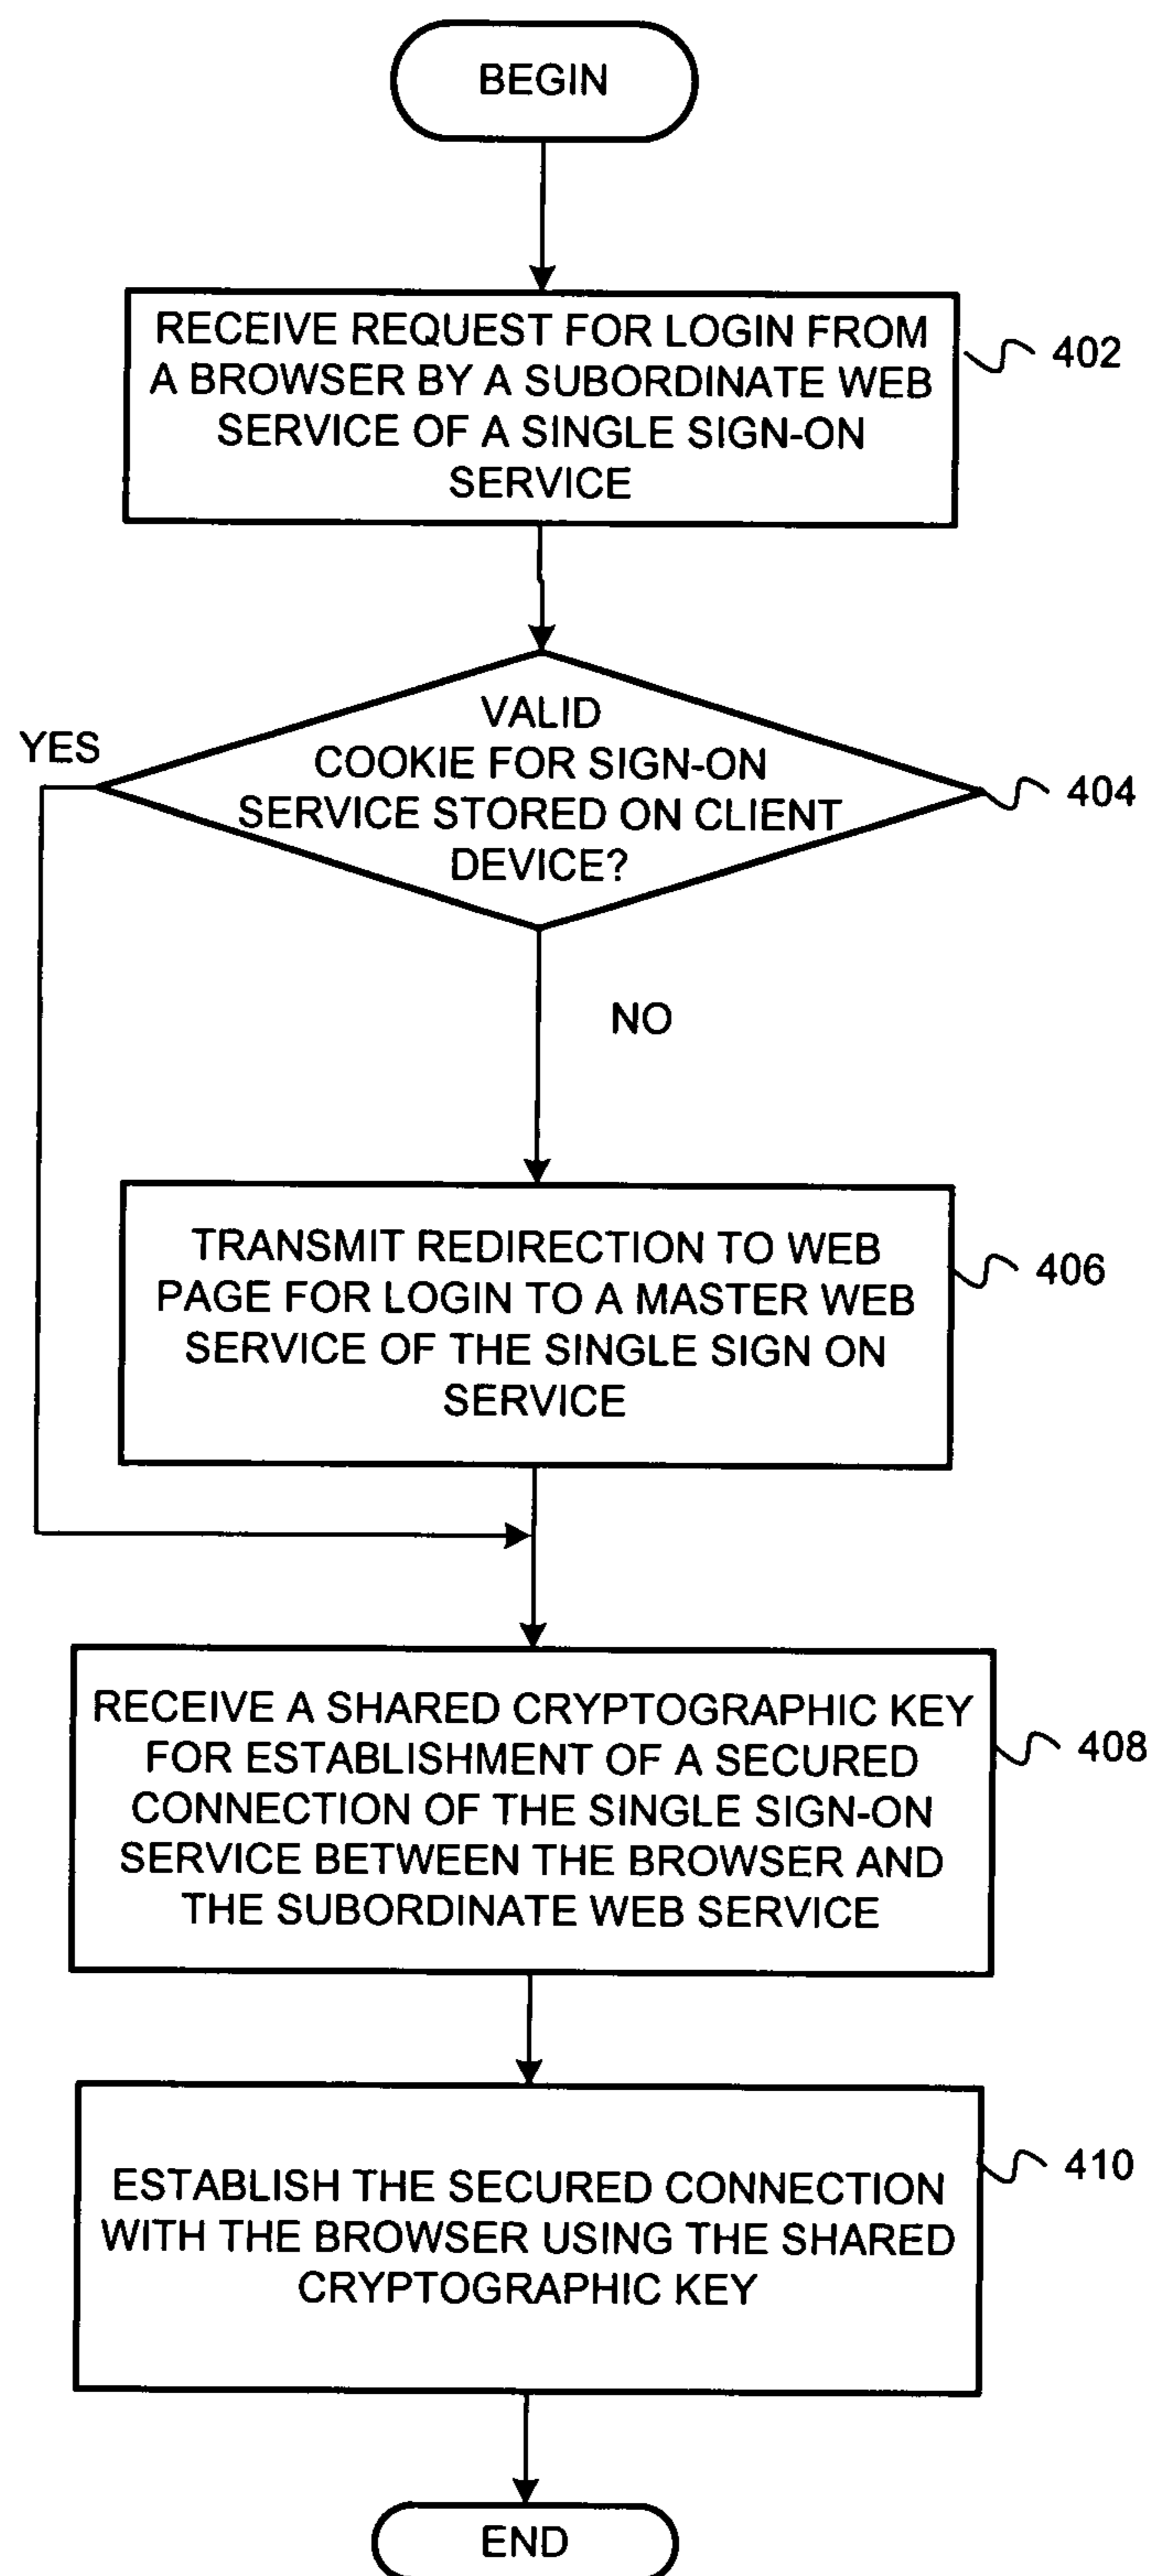 BEGIN
RECEIVE REQUEST FOR LOGIN FROM
A BROWSER BY A SUBORDINATE WEB
SERVICE OF A SINGLE SIGN-ON
SERVICE
402
VALID
COOKIE FOR SIGN-ON
SERVICE STORED ON CLIENT
DEVICE?
YES
404
NO
TRANSMIT REDIRECTION TO WEB
PAGE FOR LOGIN TO A MASTER WEB
SERVICE OF THE SINGLE SIGN ON
SERVICE
406
RECEIVE A SHARED CRYPTOGRAPHIC KEY
FOR ESTABLISHMENT OF A SECURED
CONNECTION OF THE SINGLE SIGN-ON
SERVICE BETWEEN THE BROWSER AND
THE SUBORDINATE WEB SERVICE
408
ESTABLISH THE SECURED CONNECTION
WITH THE BROWSER USING THE SHARED
CRYPTOGRAPHIC KEY
410
END